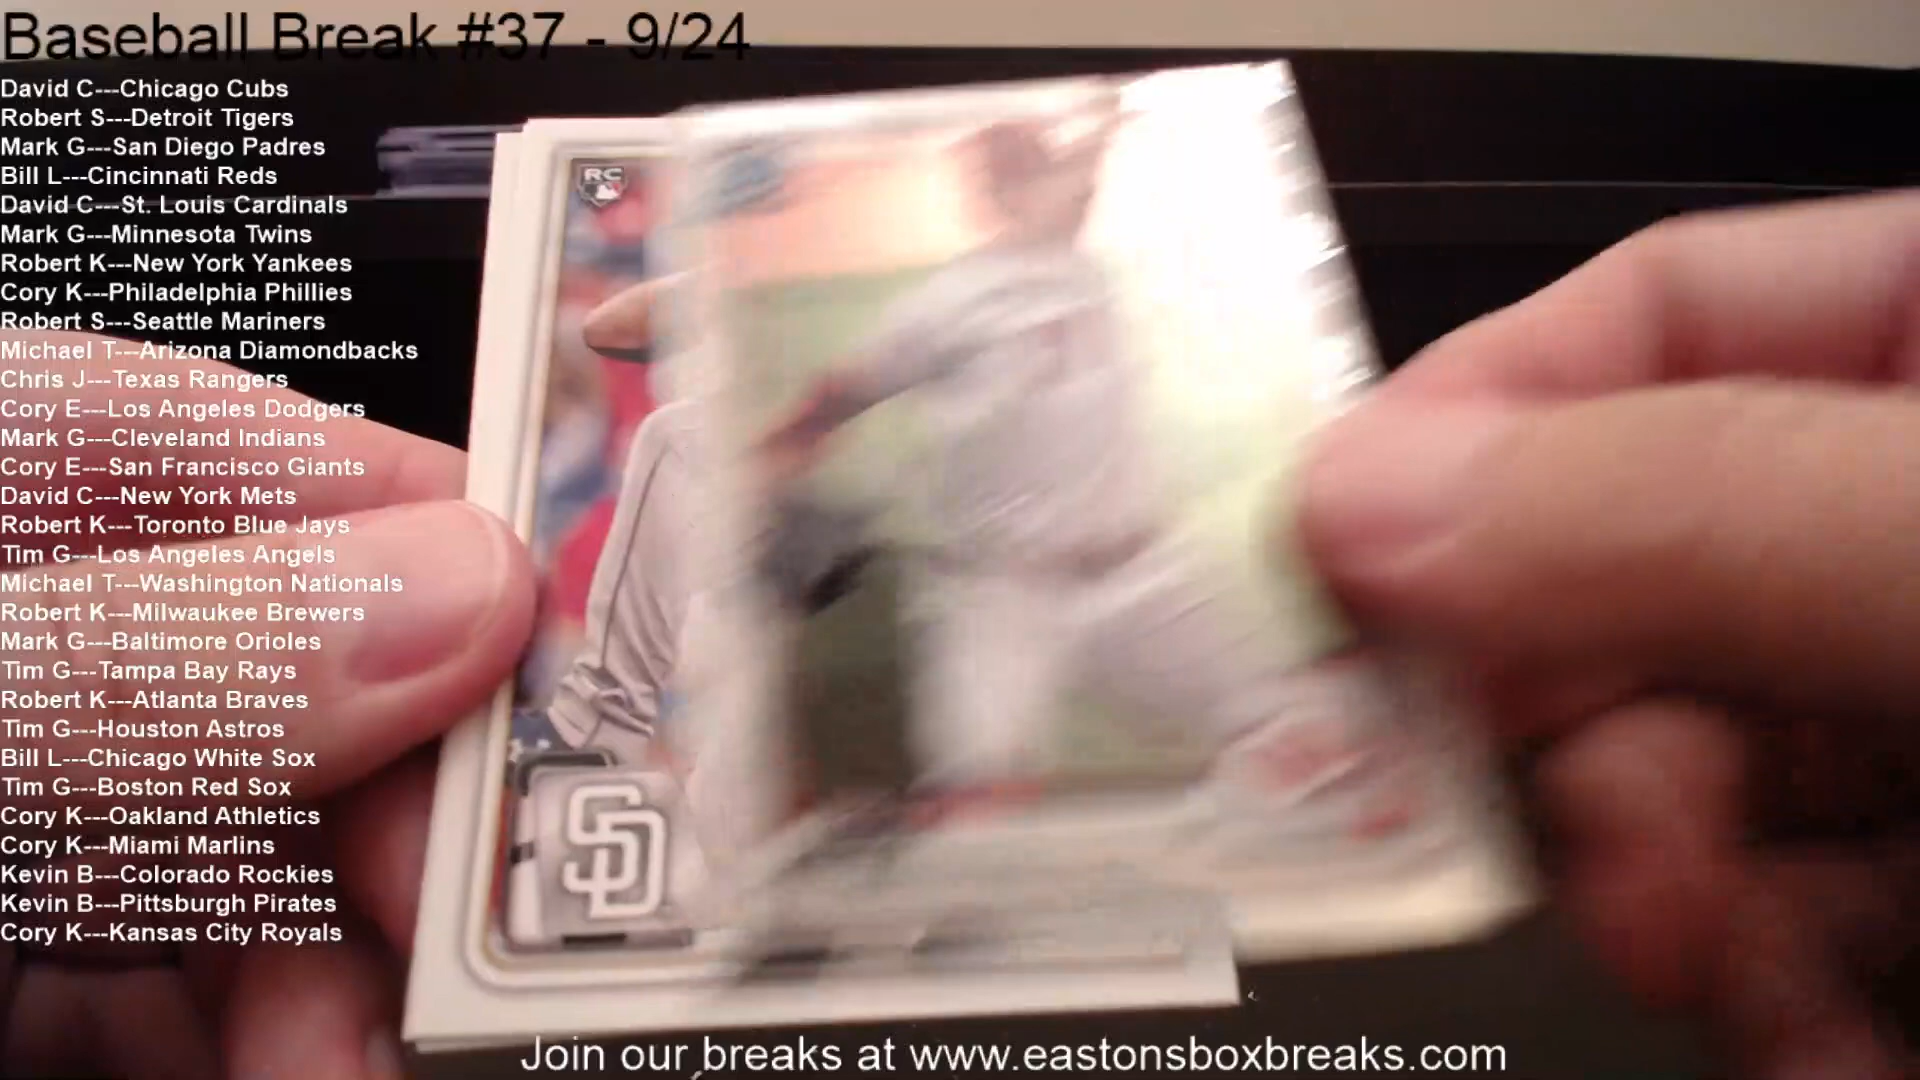 Baseball Break #37 - 9/24
David C---Chicago Cubs
Robert S---Detroit Tigers
Mark G---San Diego Padres
Bill L---Cincinnati Reds
David C---St. Louis Cardinals
Mark G---Minnesota Twins
Robert K---New York Yankees
Cory K---Philadelphia Phillies
Robert S---Seattle Mariners
Michael T---Arizona Diamondbacks
Chris J---Texas Rangers
Cory E---Los Angeles Dodgers
Mark G---Cleveland Indians
Cory E---San Francisco Giants
David C---New York Mets
Robert K---Toronto Blue Jays
Tim G---Los Angeles Angels
Michael T---Washington Nationals
Robert K---Milwaukee Brewers
Mark G---Baltimore Orioles
Tim G---Tampa Bay Rays
Robert K---Atlanta Braves
Tim G---Houston Astros
Bill L---Chicago White Sox
Tim G---Boston Red Sox
Cory K---Oakland Athletics
Cory K---Miami Marlins
Kevin B---Colorado Rockies
Kevin B---Pittsburgh Pirates
Cory K---Kansas City Royals
RC
SD
Join our breaks at www.eastonsboxbreaks.com